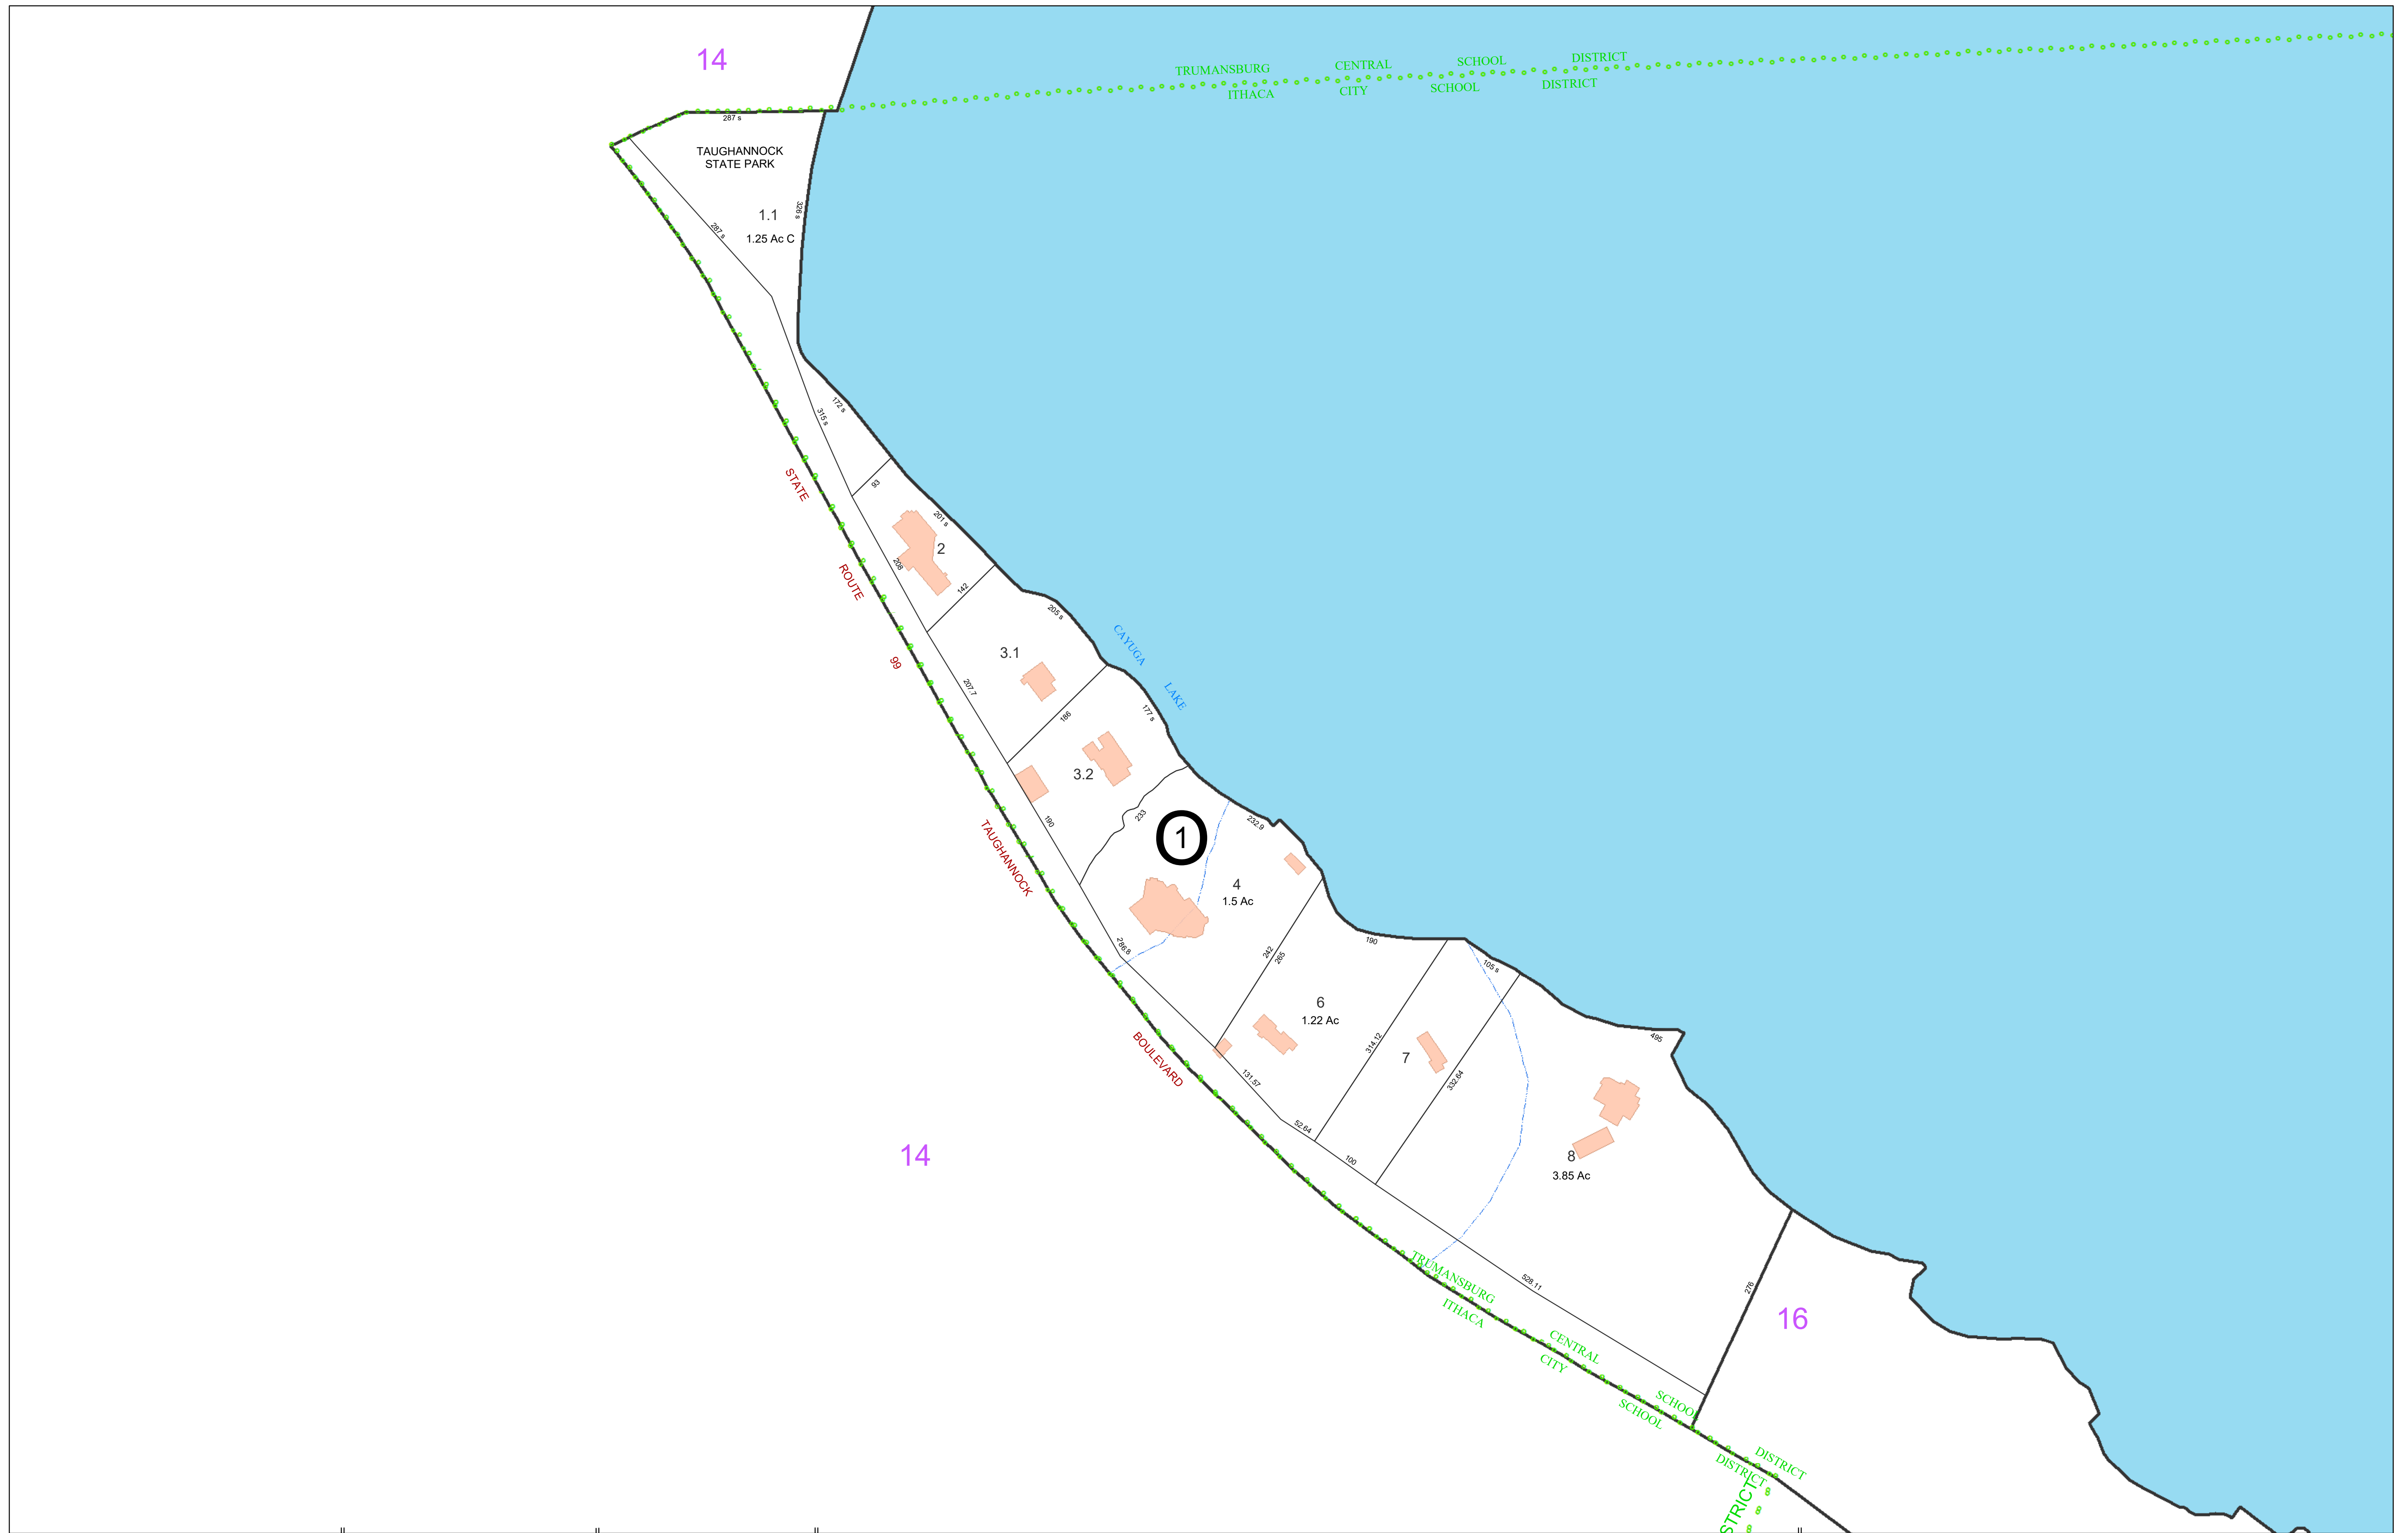 14
TRUMANSBURG CENTRAL SCHOOL DISTRICT
ITHACA CITY SCHOOL DISTRICT
287 s
TAUGHANNOCK
STATE PARK
1.1
326 s
287 s
1.25 Ac C
172 s
315 s
STATE ROUTE 99
93
201 s
2
208
142
205 s
CAYUGA LAKE
3.1
207.7
186
177 s
3.2
190
233
1
232.9
TAUGHANNOCK BOULEVARD
4
1.5 Ac
286.8
242
265
190
105 s
6
1.22 Ac
314.12
7
332.64
495
131.57
52.64
100
8
3.85 Ac
14
528.11
276
16
TRUMANSBURG CENTRAL SCHOOL DISTRICT
ITHACA CITY SCHOOL DISTRICT
STRICT